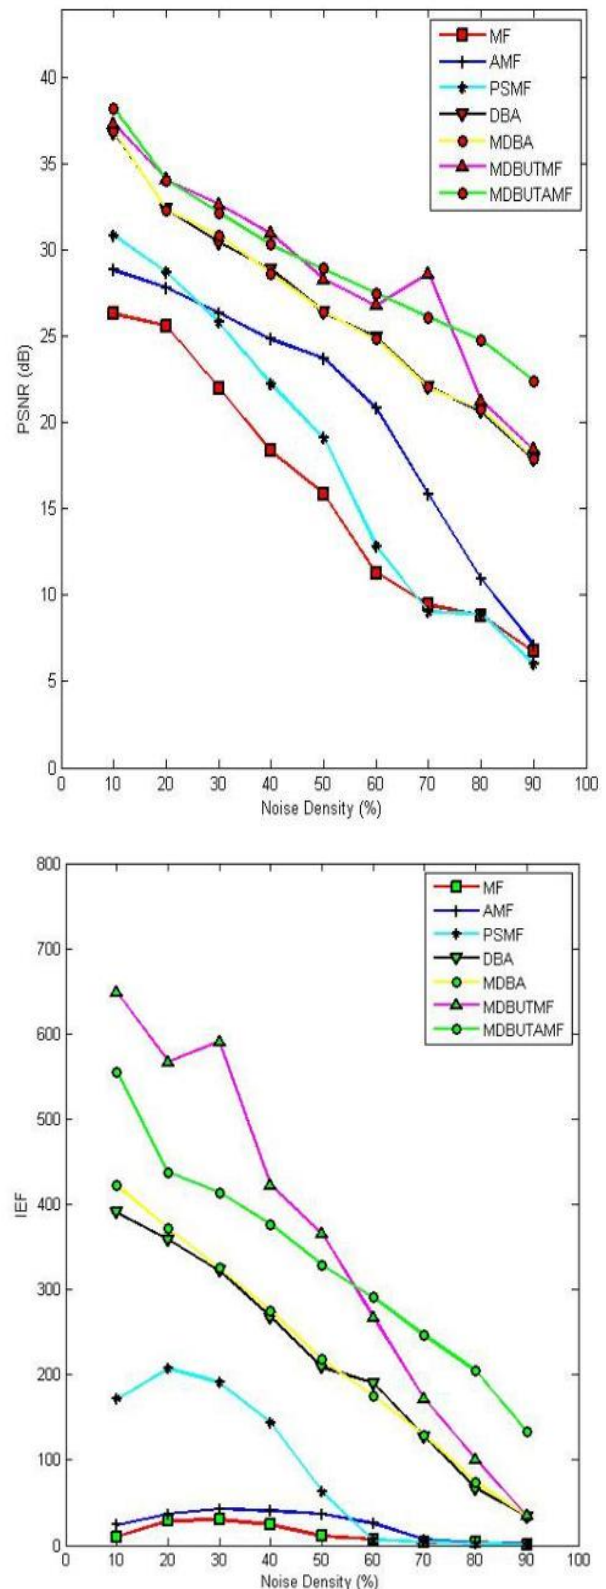 40
35
30
25
20
15
10
5
0
PSNR (dB)
MF
AMF
PSMF
DBA
MDBA
MDBUTMF
MDBUTAMF
0 10 20 30 40 50 60 70 80 90 100
Noise Density (%)
800
700
600
500
400
300
200
100
0
IEF
MF
AMF
PSMF
DBA
MDBA
MDBUTMF
MDBUTAMF
0 10 20 30 40 50 60 70 80 90 100
Noise Density (%)